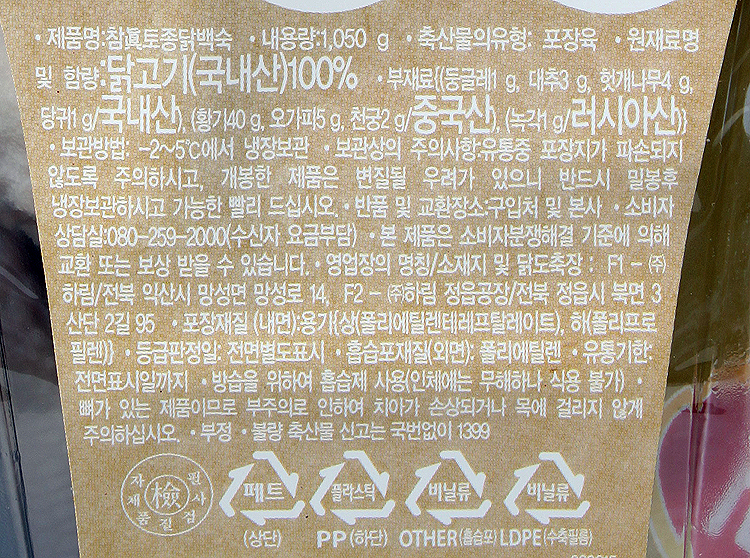 • 제품명:참眞토종닭백숙 • 내용량:1,050 g • 축산물의유형: 포장육 • 원재료명
및 함량:닭고기(국내산)100% • 부재료{(둥글레1 g, 대추3 g, 헛개나무4 g,
당귀1 g/국내산), (황기40 g, 오가피5 g, 천궁2 g/중국산), (녹각1 g/러시아산)}
• 보관방법: -2~5℃에서 냉장보관 • 보관상의 주의사항:유통중 포장지가 파손되지
않도록 주의하시고, 개봉한 제품은 변질될 우려가 있으니 반드시 밀봉후
냉장보관하시고 가능한 빨리 드십시오. • 반품 및 교환장소:구입처 및 본사 • 소비자
상담실:080-259-2000(수신자 요금부담) • 본 제품은 소비자분쟁해결 기준에 의해
교환 또는 보상 받을 수 있습니다. • 영업장의 명칭/소재지 및 닭도축장 : F1 - ㈜
하림/전북 익산시 망성면 망성로 14, F2 - ㈜하림 정읍공장/전북 정읍시 북면 3
산단 2길 95 • 포장재질 (내면):용기{상(폴리에틸렌테레프탈레이트), 하(폴리프로
필렌)} • 등급판정일: 전면별도표시 • 흡습포재질(외면): 폴리에틸렌 • 유통기한:
전면표시일까지 • 방습을 위하여 흡습제 사용(인체에는 무해하나 식용 불가) •
뼈가 있는 제품이므로 부주의로 인하여 치아가 손상되거나 목에 걸리지 않게
주의하십시오. • 부정 • 불량 축산물 신고는 국번없이 1399
자체품질검사필
檢
페트 플라스틱 비닐류 비닐류
(상단) PP (하단) OTHER(흡습포) LDPE(수축필름)